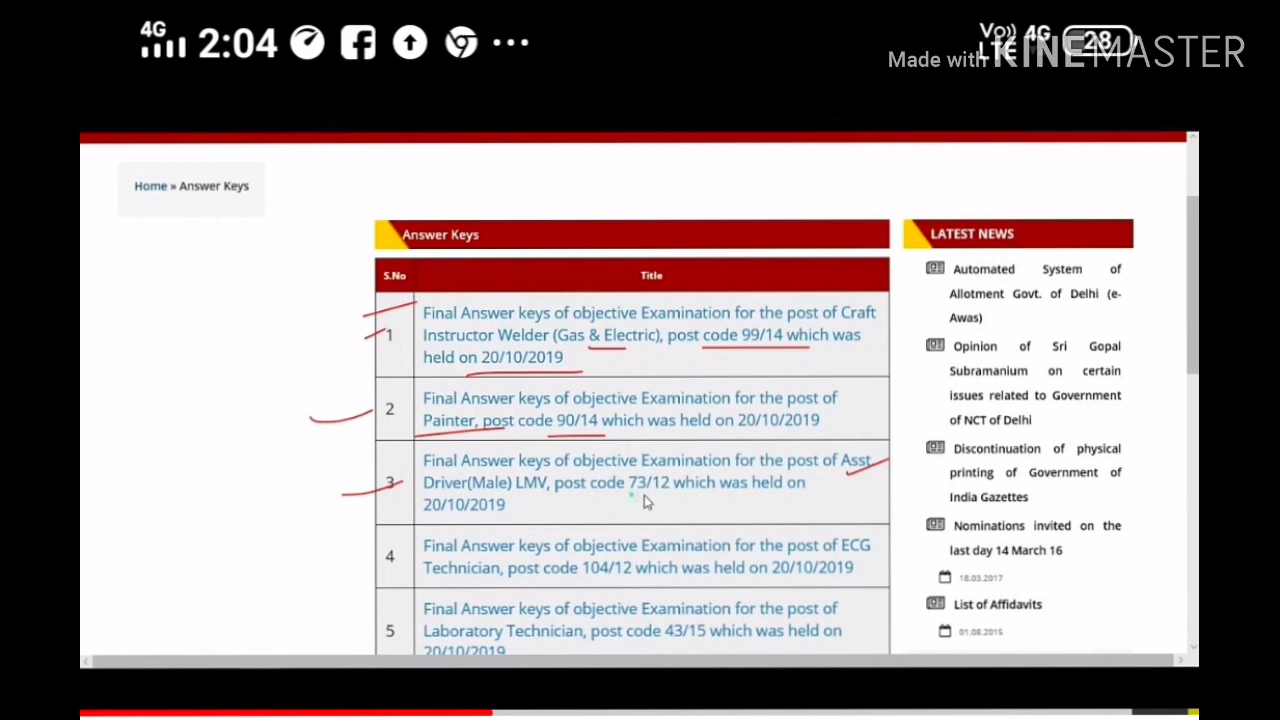 4G 2:04 Vo)) LTE 4G 28
Made with KINEMASTER
Home » Answer Keys
Answer Keys
S.No Title
1
Final Answer keys of objective Examination for the post of Craft
Instructor Welder (Gas & Electric), post code 99/14 which was
held on 20/10/2019
2
Final Answer keys of objective Examination for the post of
Painter, post code 90/14 which was held on 20/10/2019
3
Final Answer keys of objective Examination for the post of Asst
Driver(Male) LMV, post code 73/12 which was held on
20/10/2019
4
Final Answer keys of objective Examination for the post of ECG
Technician, post code 104/12 which was held on 20/10/2019
5
Final Answer keys of objective Examination for the post of
Laboratory Technician, post code 43/15 which was held on
20/10/2019
LATEST NEWS
Automated System of
Allotment Govt. of Delhi (e-
Awas)
Opinion of Sri Gopal
Subramanium on certain
issues related to Government
of NCT of Delhi
Discontinuation of physical
printing of Government of
India Gazettes
Nominations invited on the
last day 14 March 16
18.03.2017
List of Affidavits
01.08.2015